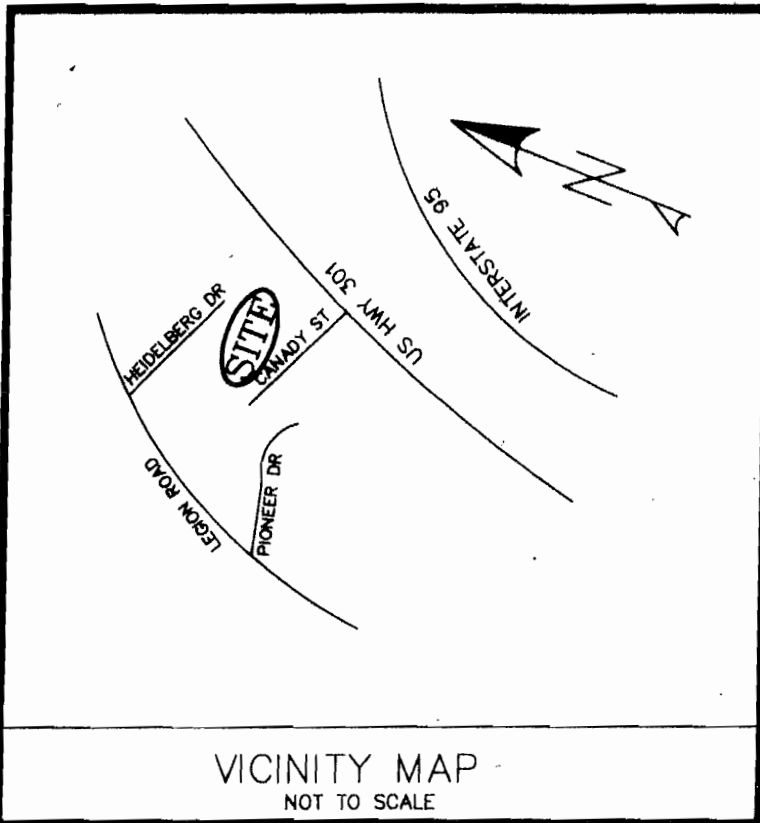 INTERSTATE 95
US HWY 301
HEIDELBERG DR
SITE
CANADY ST
LEGION ROAD
PIONEER DR
N
VICINITY MAP
NOT TO SCALE